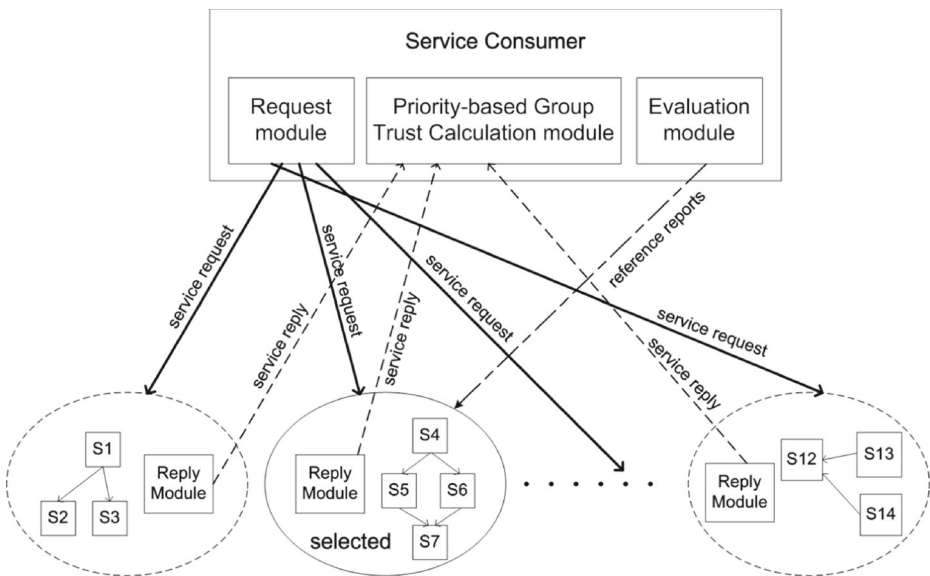 Service Consumer
Request
module
Priority-based Group
Trust Calculation module
Evaluation
module
service request
service reply
service request
service reply
service request
reference reports
service request
service reply
S1
S2
S3
Reply
Module
Reply
Module
selected
S4
S5
S6
S7
Reply
Module
S12
S13
S14